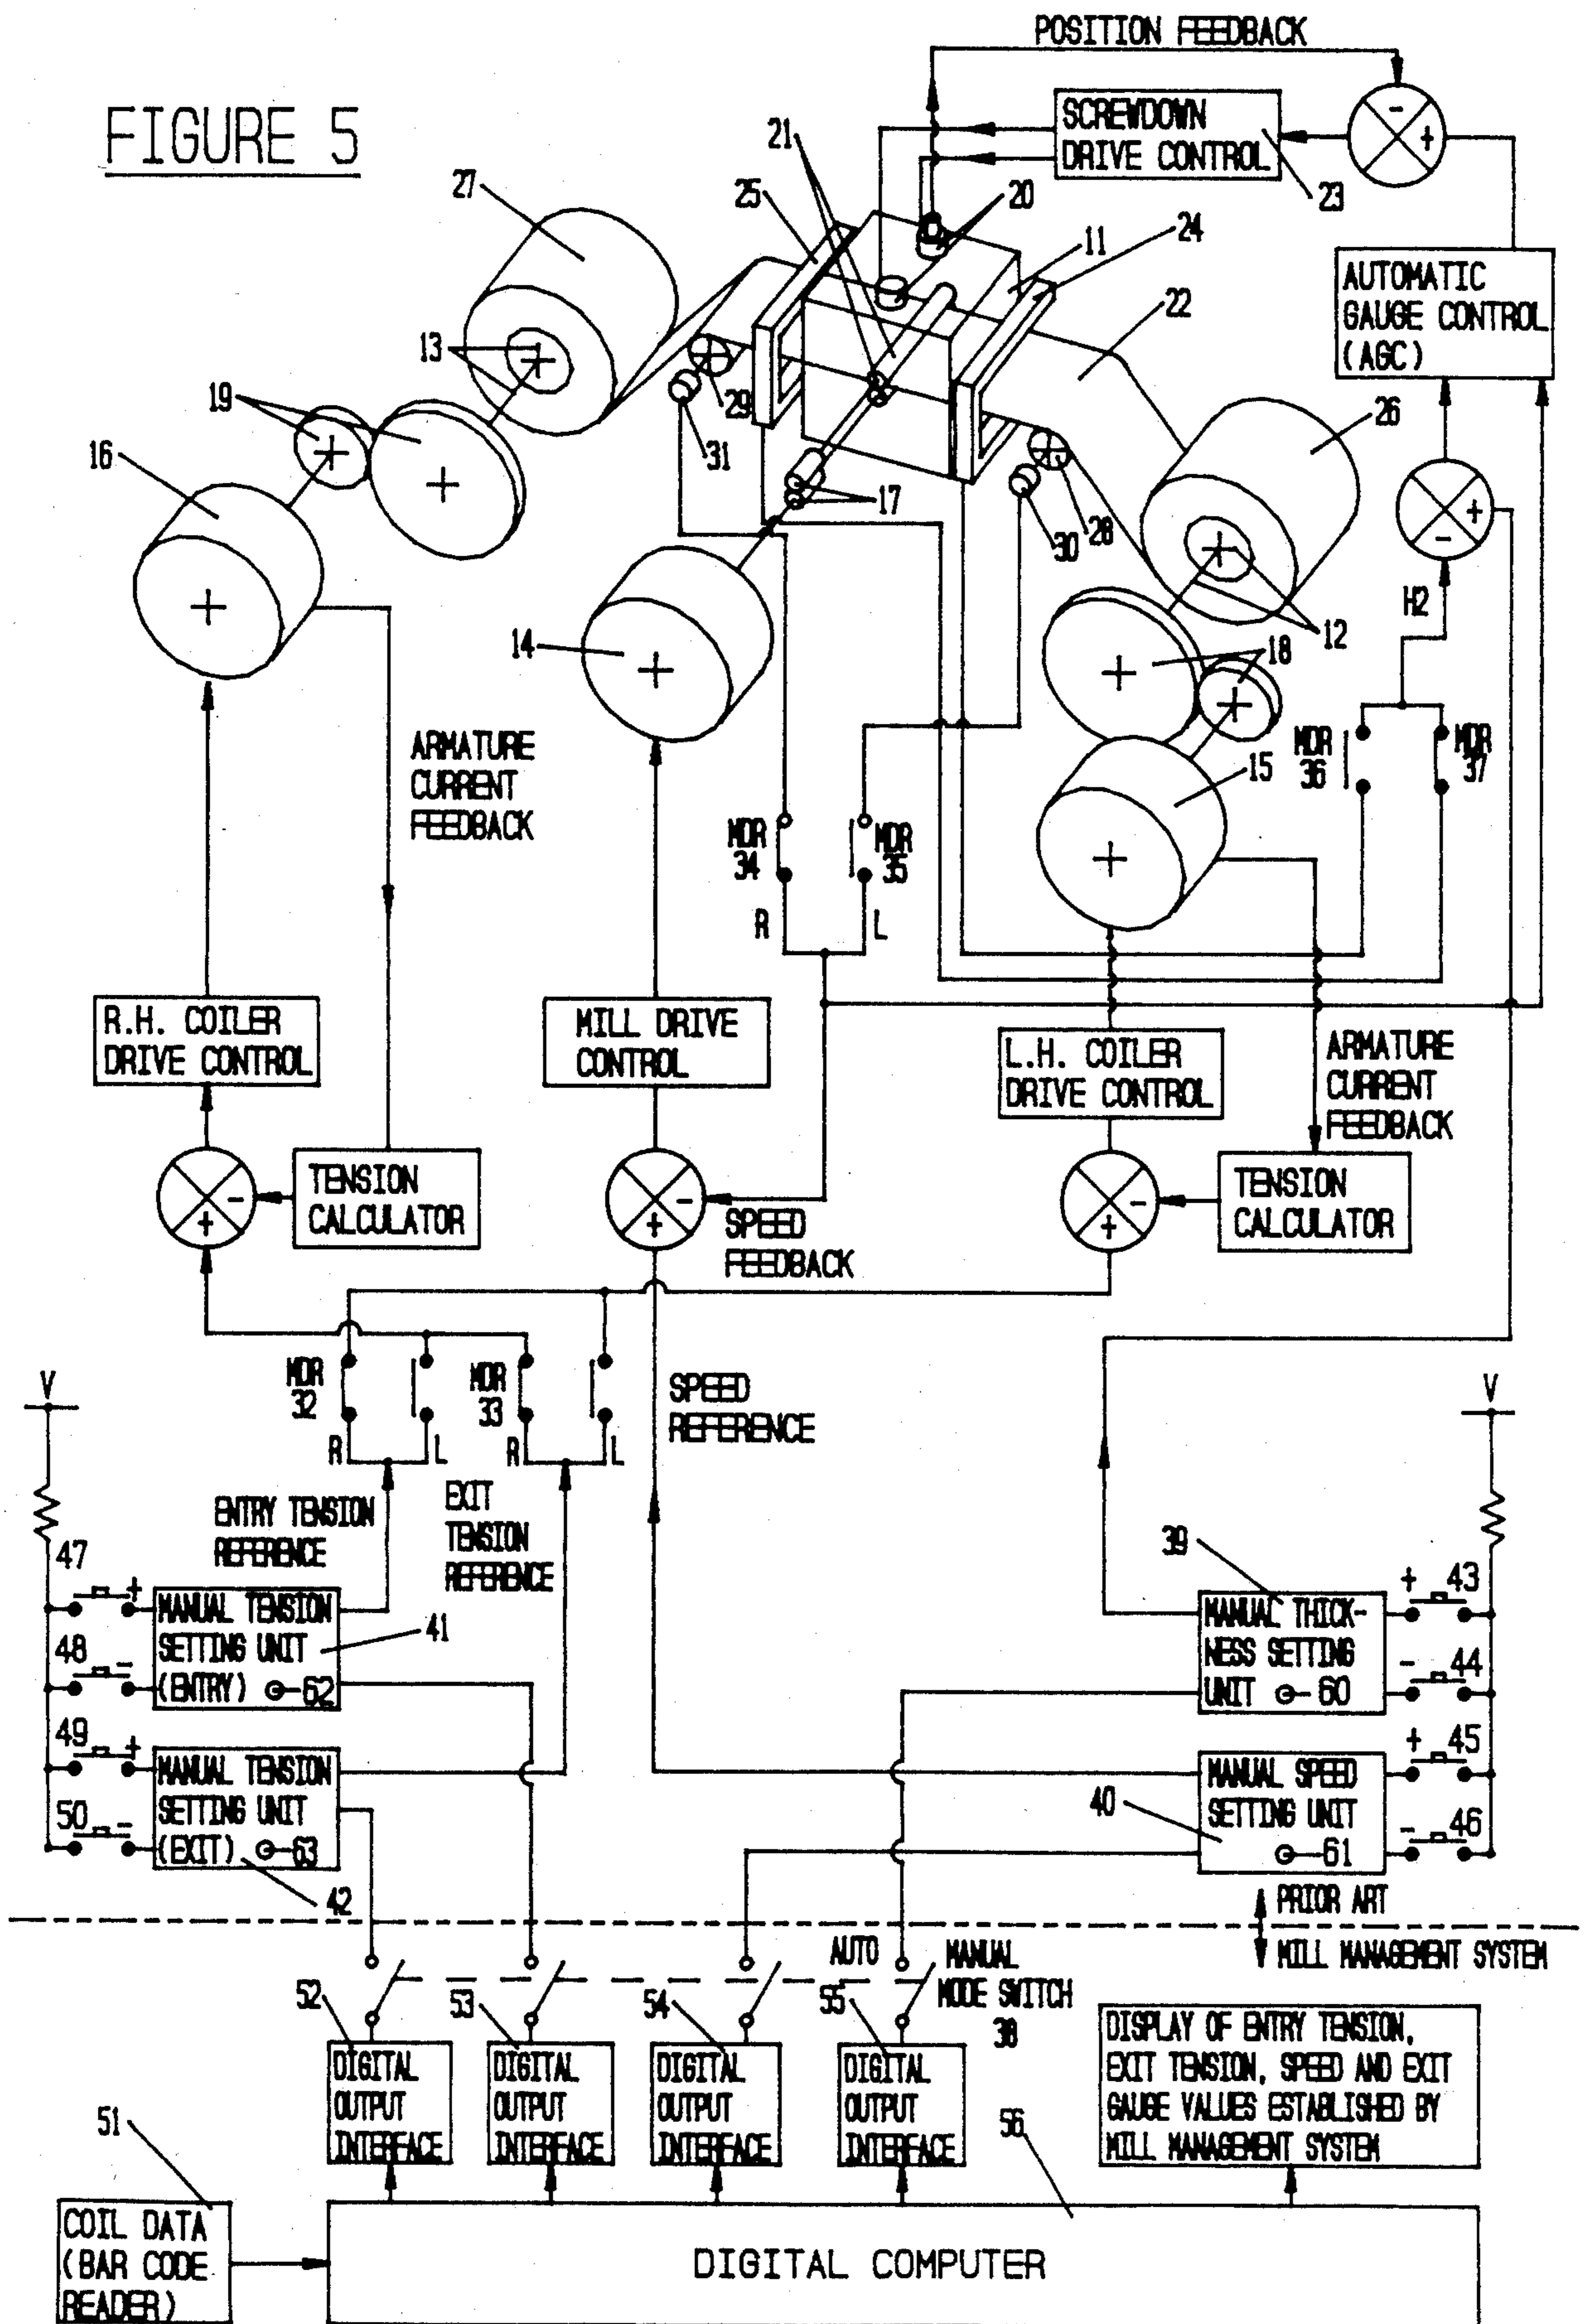 FIGURE 5
POSITION FEEDBACK
SCREWDOWN
DRIVE CONTROL
-
+
23
27
21
25
20
11
24
22
AUTOMATIC
GAUGE CONTROL
(AGC)
13
19
16
31
29
17
30
28
26
+
-
H2
12
18
14
15
MDR
36
MDR
37
MDR
34
MDR
35
R
L
ARMATURE
CURRENT
FEEDBACK
R.H. COILER
DRIVE CONTROL
MILL DRIVE
CONTROL
L.H. COILER
DRIVE CONTROL
ARMATURE
CURRENT
FEEDBACK
-
+
TENSION
CALCULATOR
-
+
SPEED
FEEDBACK
-
+
TENSION
CALCULATOR
MDR
32
MDR
33
R
L
R
L
SPEED
REFERENCE
V
V
ENTRY TENSION
REFERENCE
EXIT
TENSION
REFERENCE
47
+
48
-
MANUAL TENSION
SETTING UNIT
(ENTRY) 62
41
49
+
50
-
MANUAL TENSION
SETTING UNIT
(EXIT) 63
42
39
MANUAL THICK-
NESS SETTING
UNIT 60
+ 43
- 44
40
MANUAL SPEED
SETTING UNIT
61
+ 45
- 46
PRIOR ART
MILL MANAGEMENT SYSTEM
AUTO
MANUAL
MODE SWITCH
38
52
53
54
55
DIGITAL
OUTPUT
INTERFACE
DIGITAL
OUTPUT
INTERFACE
DIGITAL
OUTPUT
INTERFACE
DIGITAL
OUTPUT
INTERFACE
DISPLAY OF ENTRY TENSION,
EXIT TENSION, SPEED AND EXIT
GAUGE VALUES ESTABLISHED BY
MILL MANAGEMENT SYSTEM
51
56
COIL DATA
(BAR CODE
READER)
DIGITAL COMPUTER